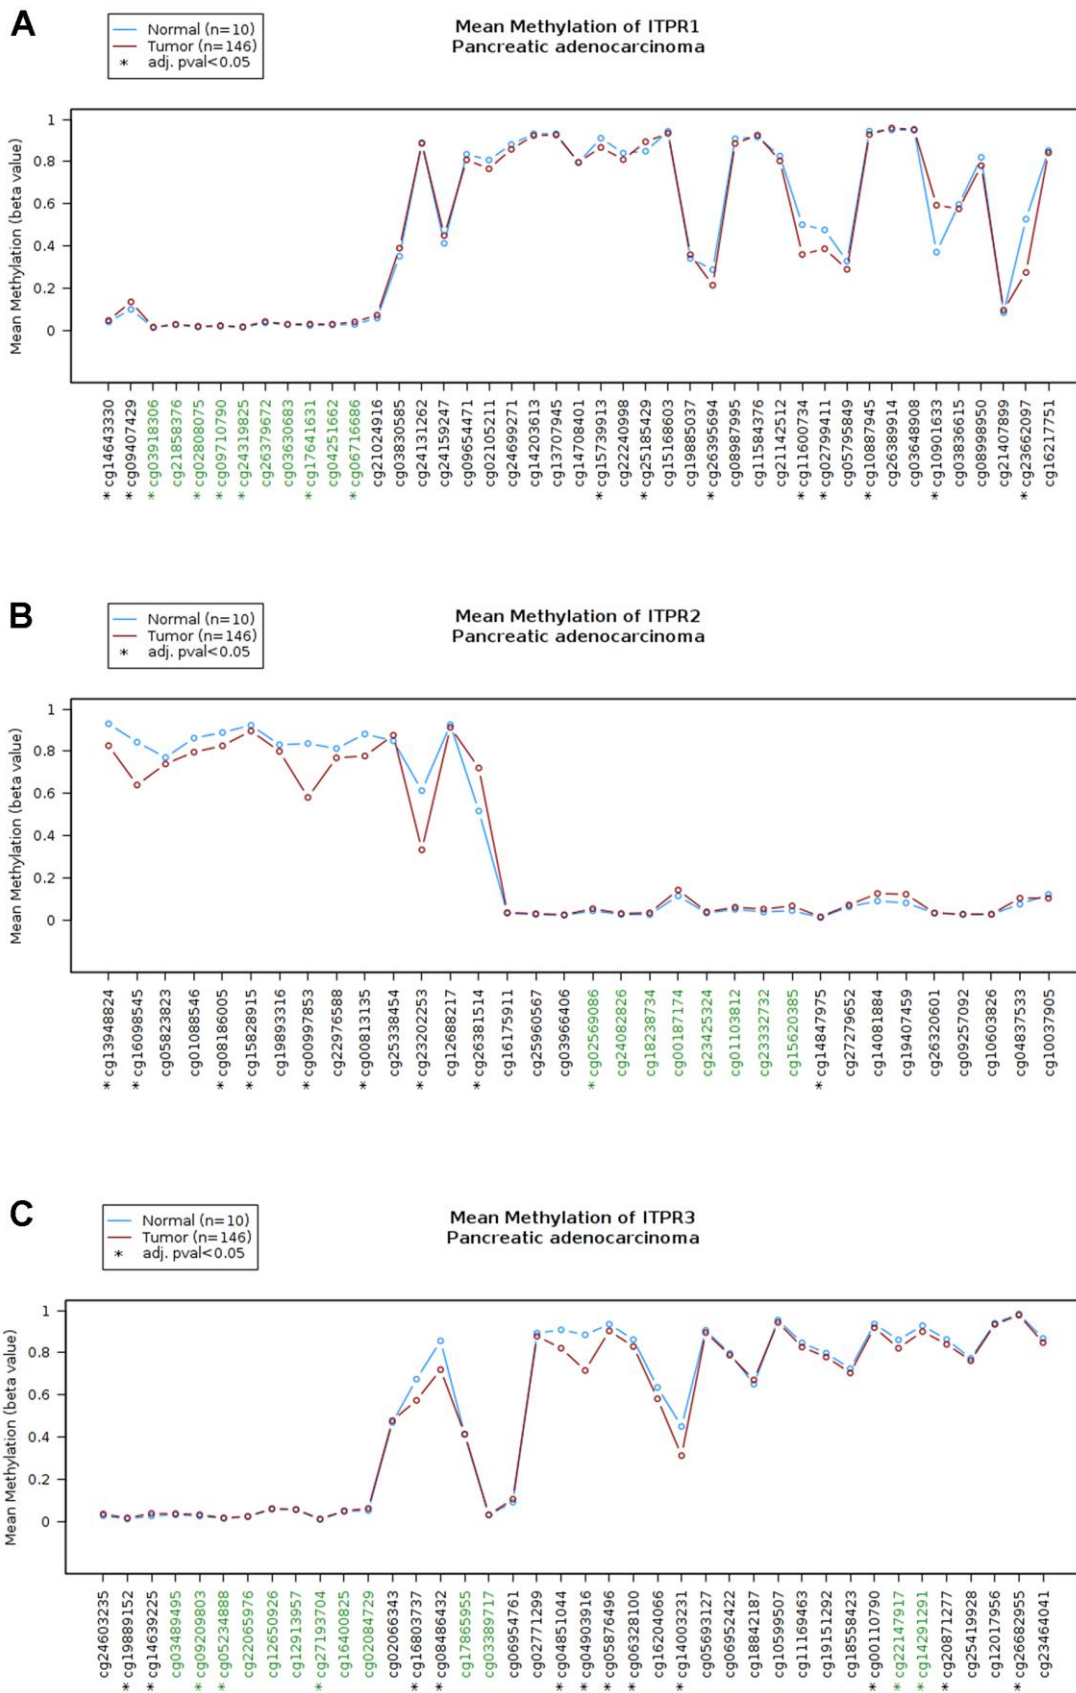 A
Normal (n=10)
Tumor (n=146)
* adj. pval<0.05
Mean Methylation of ITPR1
Pancreatic adenocarcinoma
Mean Methylation (beta value)
1
0.8
0.6
0.4
0.2
0
* cg14643330
* cg09407429
* cg03918306
cg21858376
* cg02808075
* cg09710790
* cg24319825
cg26379672
cg03630683
* cg17641631
cg04251662
* cg06716686
cg21024916
cg03830585
cg24131262
cg24159247
cg09654471
cg02105211
cg24699271
cg14203613
cg13707945
cg14708401
* cg15739913
cg22240998
* cg25185429
cg15168603
cg19885037
* cg26395694
cg08987995
cg11584376
cg21142512
* cg11600734
* cg02799411
cg05795849
* cg10887945
cg26389914
cg03648908
* cg10901633
cg03836615
cg08998950
cg21407899
* cg23662097
cg16217751
B
Normal (n=10)
Tumor (n=146)
* adj. pval<0.05
Mean Methylation of ITPR2
Pancreatic adenocarcinoma
Mean Methylation (beta value)
1
0.8
0.6
0.4
0.2
0
* cg13948824
* cg16098545
cg05823823
cg01088546
* cg08186005
* cg15828915
cg19893316
* cg00997853
cg22976588
* cg00813135
cg25338454
* cg23202253
cg12688217
* cg26381514
cg16175911
cg25960567
cg03966406
* cg02569086
cg24082826
cg18238734
cg00187174
cg23425324
cg01103812
cg23332732
cg15620385
* cg14847975
cg27279652
cg14081884
cg19407459
cg26320601
cg09257092
cg10603826
cg04837533
cg10037905
C
Normal (n=10)
Tumor (n=146)
* adj. pval<0.05
Mean Methylation of ITPR3
Pancreatic adenocarcinoma
Mean Methylation (beta value)
1
0.8
0.6
0.4
0.2
0
cg24603235
* cg19989152
* cg14639225
cg03489495
* cg09209803
* cg05234888
cg22065976
cg12650926
cg12913957
* cg27193704
cg16400825
cg02084729
cg02066343
* cg16803737
* cg08486432
cg17865955
cg03389717
cg06954761
cg02771299
* cg04851044
* cg04903916
* cg05876496
* cg06328100
cg16204066
* cg14003231
cg05693127
cg06952422
cg18842187
cg10599507
cg11169463
cg19151292
cg18558423
* cg00110790
* cg22147917
* cg14291291
* cg20871277
cg25419928
cg12017956
* cg26682955
cg23464041